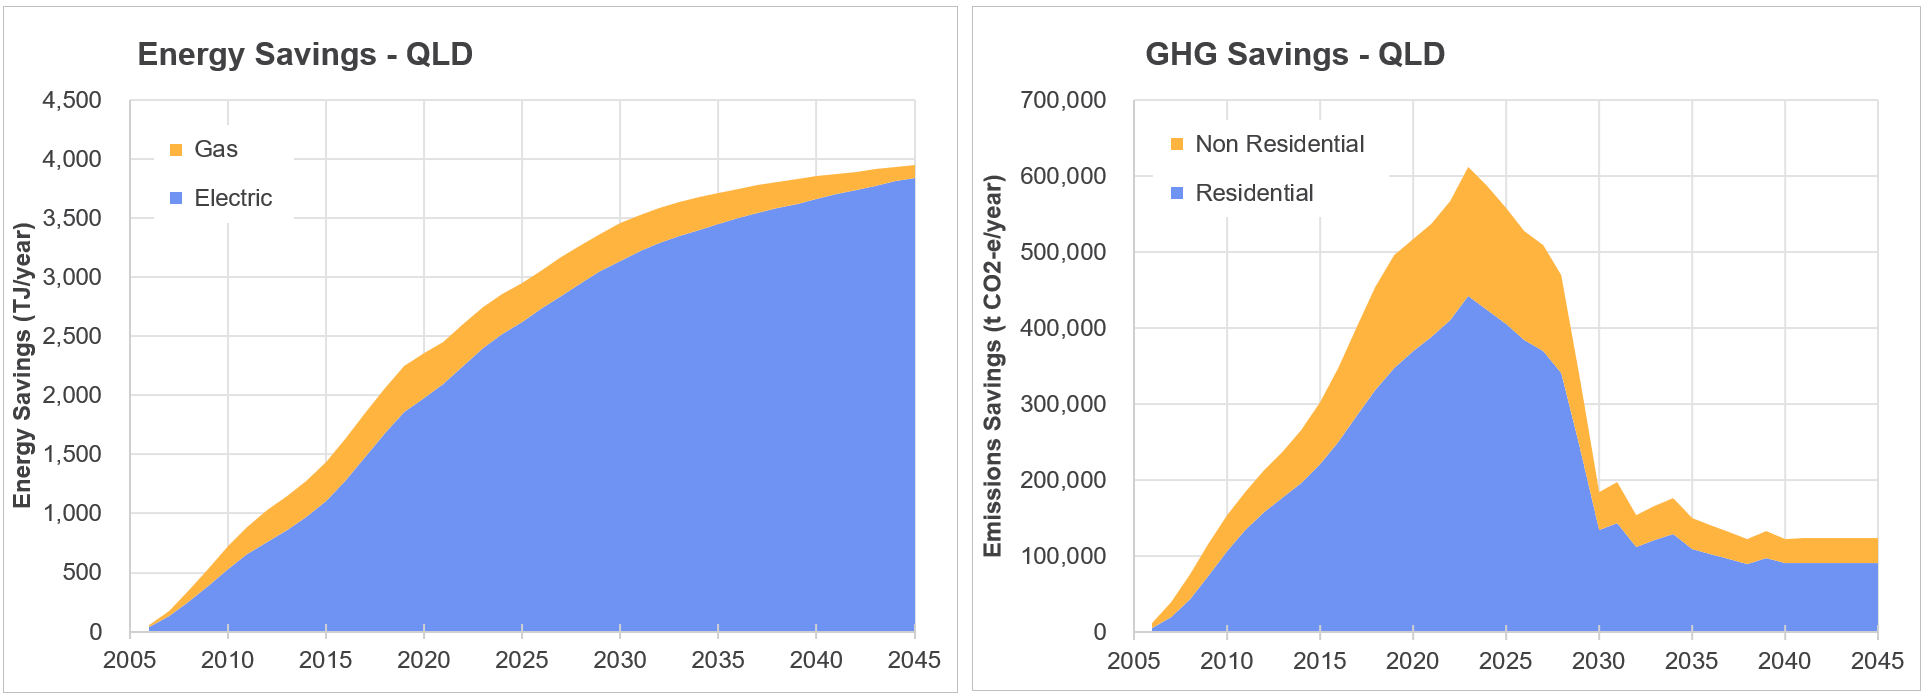 Energy Savings - QLD
4,500
4,000
3,500
3,000
2,500
2,000
1,500
1,000
500
0
Energy Savings (TJ/year)
Gas
Electric
2005 2010 2015 2020 2025 2030 2035 2040 2045
GHG Savings - QLD
700,000
600,000
500,000
400,000
300,000
200,000
100,000
0
Emissions Savings (t CO2-e/year)
Non Residential
Residential
2005 2010 2015 2020 2025 2030 2035 2040 2045